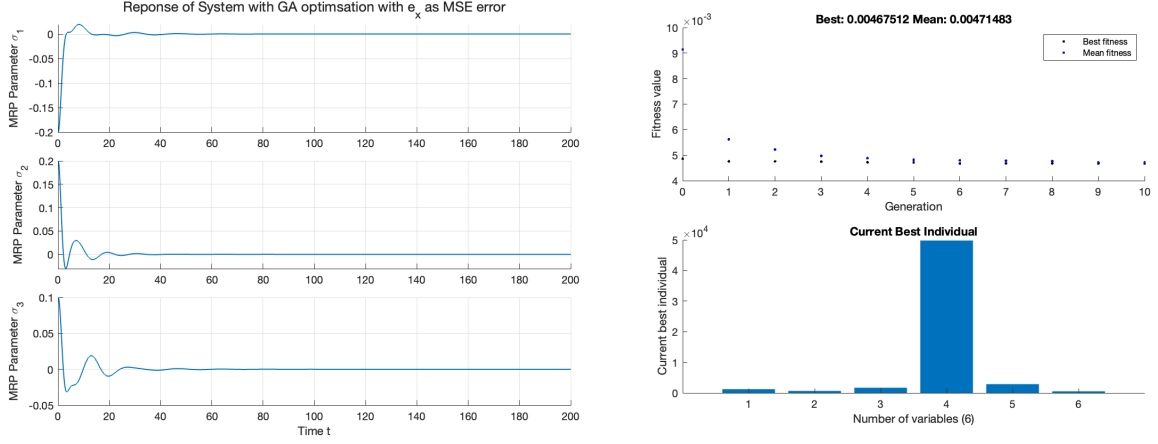 Reponse of System with GA optimsation with e_x as MSE error
MRP Parameter σ_1
0
-0.05
-0.1
-0.15
-0.2
0 20 40 60 80 100 120 140 160 180 200
MRP Parameter σ_2
0.2
0.15
0.1
0.05
0
0 20 40 60 80 100 120 140 160 180 200
MRP Parameter σ_3
0.1
0.05
0
-0.05
0 20 40 60 80 100 120 140 160 180 200
Time t
×10^-3
Best: 0.00467512 Mean: 0.00471483
Best fitness
Mean fitness
Fitness value
10
9
8
7
6
5
4
0 1 2 3 4 5 6 7 8 9 10
Generation
×10^4
Current Best Individual
Current best individual
5
4
3
2
1
0
1 2 3 4 5 6
Number of variables (6)